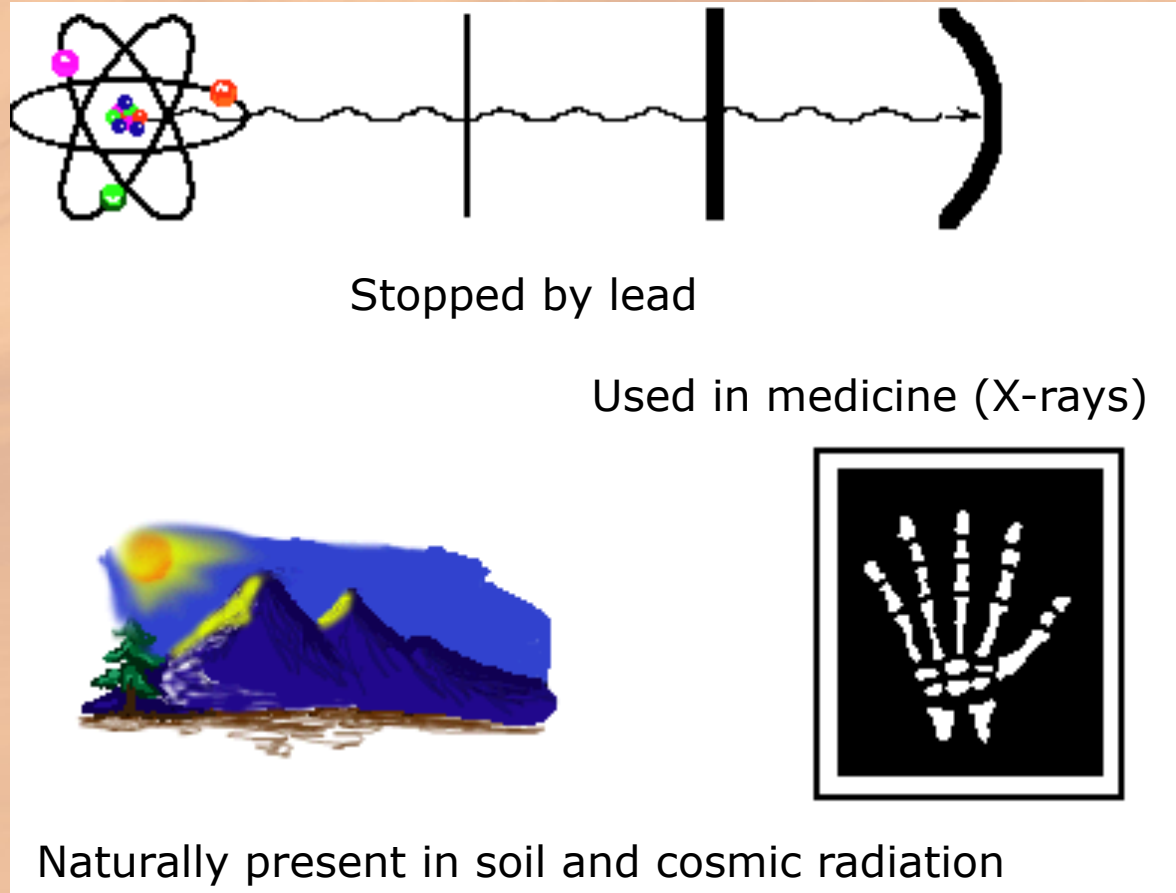 Stopped by lead
Used in medicine (X-rays)
Naturally present in soil and cosmic radiation